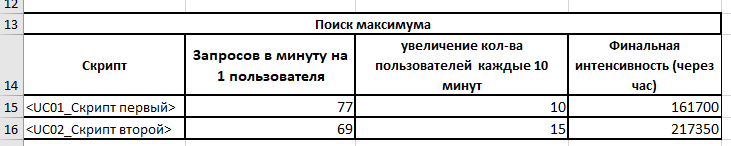 12
13 Поиск максимума
14 Скрипт Запросов в минуту на 1 пользователя увеличение кол-ва пользователей каждые 10 минут Финальная интенсивность (через час)
15 <UC01_Скрипт первый> 77 10 161700
16 <UC02_Скрипт второй> 69 15 217350